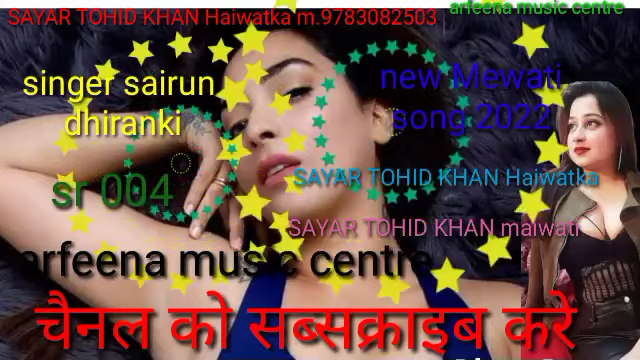 SAYAR TOHID KHAN Haiwatka m.9783082503
arfeena music centre
singer sairun
dhiranki
new Mewati
song 2022
sr 004
SAYAR TOHID KHAN Haiwatka
SAYAR TOHID KHAN malwati
arfeena music centre
चैनल को सब्सक्राइब करें